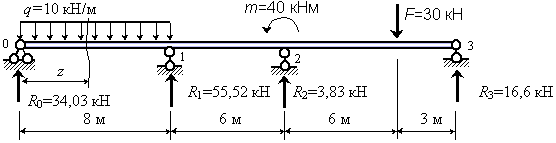 q=10 кН/м
m=40 кНм
F=30 кН
0
1
2
3
z
R0=34,03 кН
R1=55,52 кН
R2=3,83 кН
R3=16,6 кН
8 м
6 м
6 м
3 м